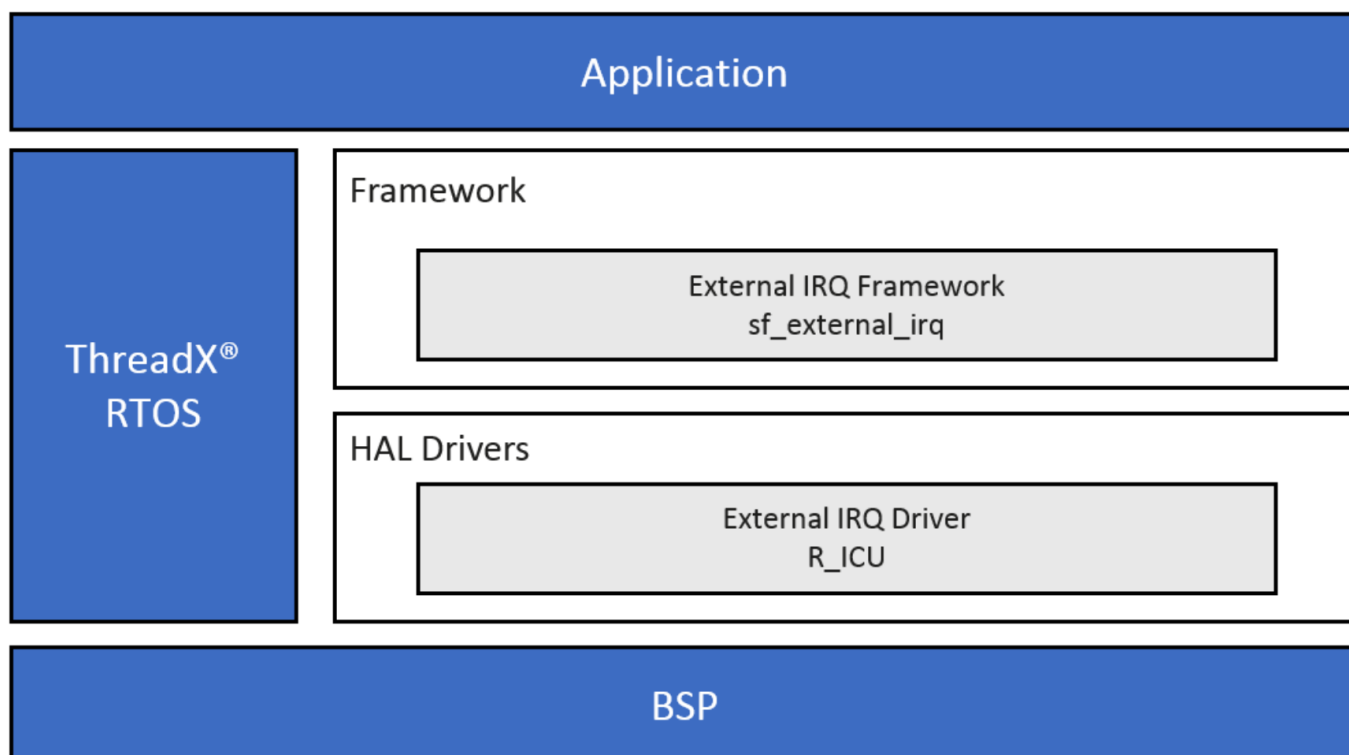 Application
ThreadX®
RTOS
Framework
External IRQ Framework
sf_external_irq
HAL Drivers
External IRQ Driver
R_ICU
BSP